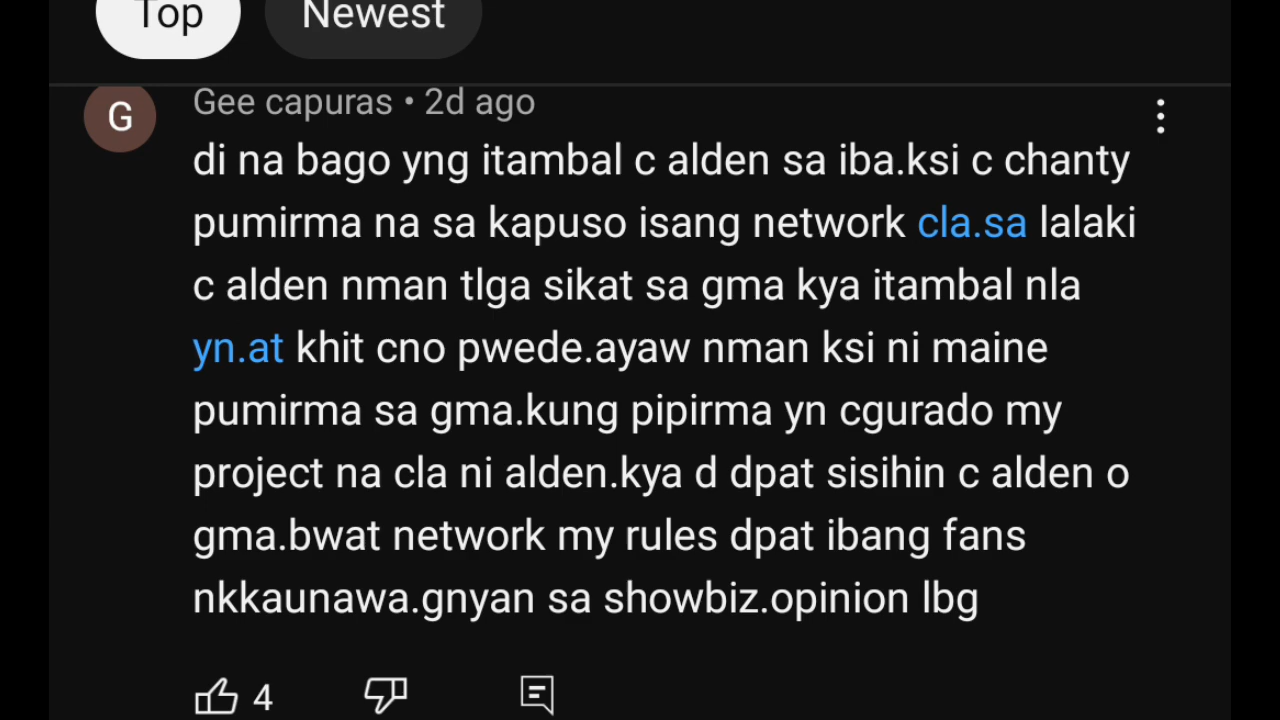 Top Newest
G Gee capuras • 2d ago
di na bago yng itambal c alden sa iba.ksi c chanty
pumirma na sa kapuso isang network cla.sa lalaki
c alden nman tlga sikat sa gma kya itambal nla
yn.at khit cno pwede.ayaw nman ksi ni maine
pumirma sa gma.kung pipirma yn cgurado my
project na cla ni alden.kya d dpat sisihin c alden o
gma.bwat network my rules dpat ibang fans
nkkaunawa.gnyan sa showbiz.opinion lbg
4